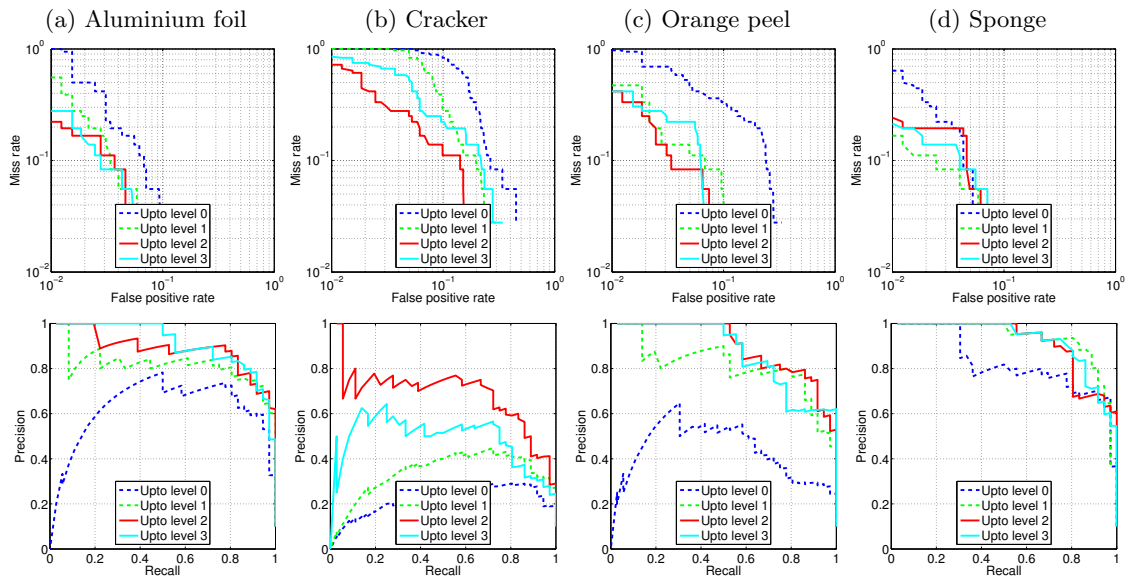 (a) Aluminium foil
(b) Cracker
(c) Orange peel
(d) Sponge
10^0
10^-1
10^-2
Miss rate
10^-2 10^-1 10^0
False positive rate
Upto level 0
Upto level 1
Upto level 2
Upto level 3
10^0
10^-1
10^-2
Miss rate
10^-2 10^-1 10^0
False positive rate
Upto level 0
Upto level 1
Upto level 2
Upto level 3
10^0
10^-1
10^-2
Miss rate
10^-2 10^-1 10^0
False positive rate
Upto level 0
Upto level 1
Upto level 2
Upto level 3
10^0
10^-1
10^-2
Miss rate
10^-2 10^-1 10^0
False positive rate
Upto level 0
Upto level 1
Upto level 2
Upto level 3
1
0.8
0.6
0.4
0.2
0
Precision
0 0.2 0.4 0.6 0.8 1
Recall
Upto level 0
Upto level 1
Upto level 2
Upto level 3
1
0.8
0.6
0.4
0.2
0
Precision
0 0.2 0.4 0.6 0.8 1
Recall
Upto level 0
Upto level 1
Upto level 2
Upto level 3
1
0.8
0.6
0.4
0.2
0
Precision
0 0.2 0.4 0.6 0.8 1
Recall
Upto level 0
Upto level 1
Upto level 2
Upto level 3
1
0.8
0.6
0.4
0.2
0
Precision
0 0.2 0.4 0.6 0.8 1
Recall
Upto level 0
Upto level 1
Upto level 2
Upto level 3